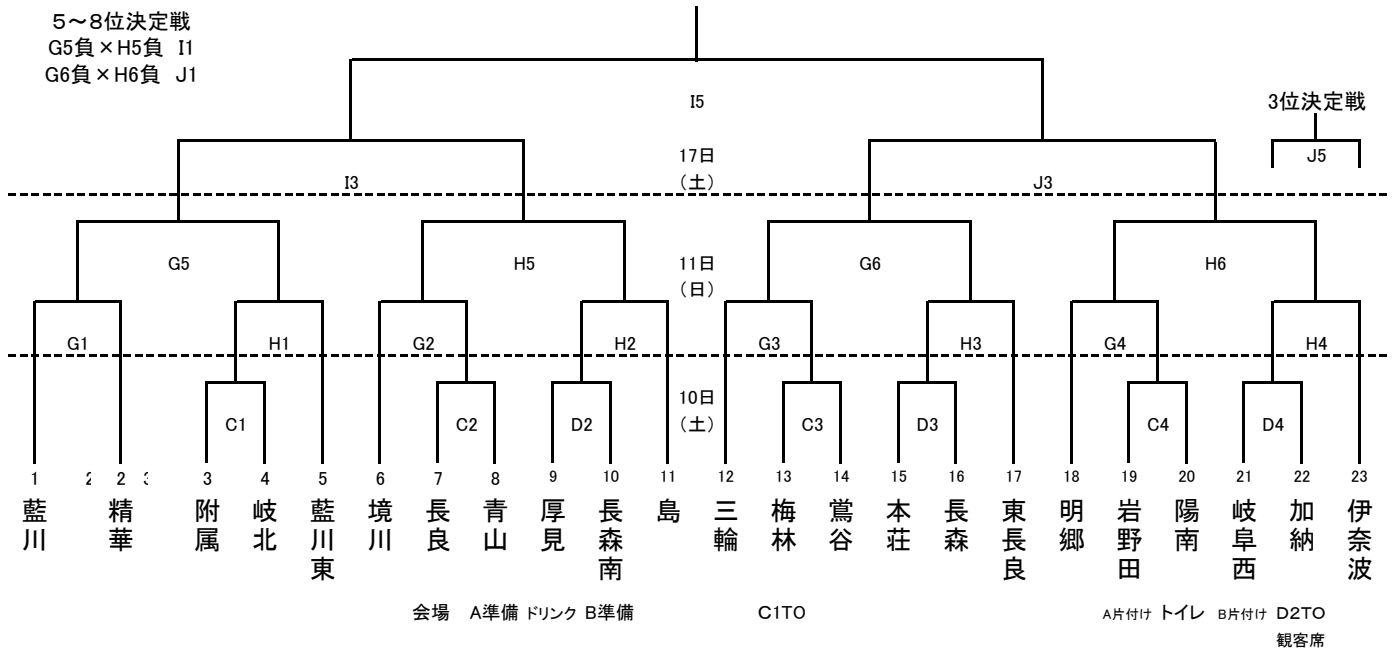 5～8位決定戦
G5負×H5負 I1
G6負×H6負 J1
I5
3位決定戦
J5
17日
（土）
I3
J3
G5
H5
11日
（日）
G6
H6
G1
H1
G2
H2
G3
H3
G4
H4
10日
（土）
C1
C2
D2
C3
D3
C4
D4
1 2 2 3 3 4 5 6 7 8 9 10 11 12 13 14 15 16 17 18 19 20 21 22 23
藍川
精華
附属
岐北
藍川東
境川
長良
青山
厚見
長森南
島
三輪
梅林
鶯谷
本荘
長森
東長良
明郷
岩野田
陽南
岐阜西
加納
伊奈波
会場 A準備 ドリンク B準備 C1TO A片付け トイレ B片付け D2TO
観客席